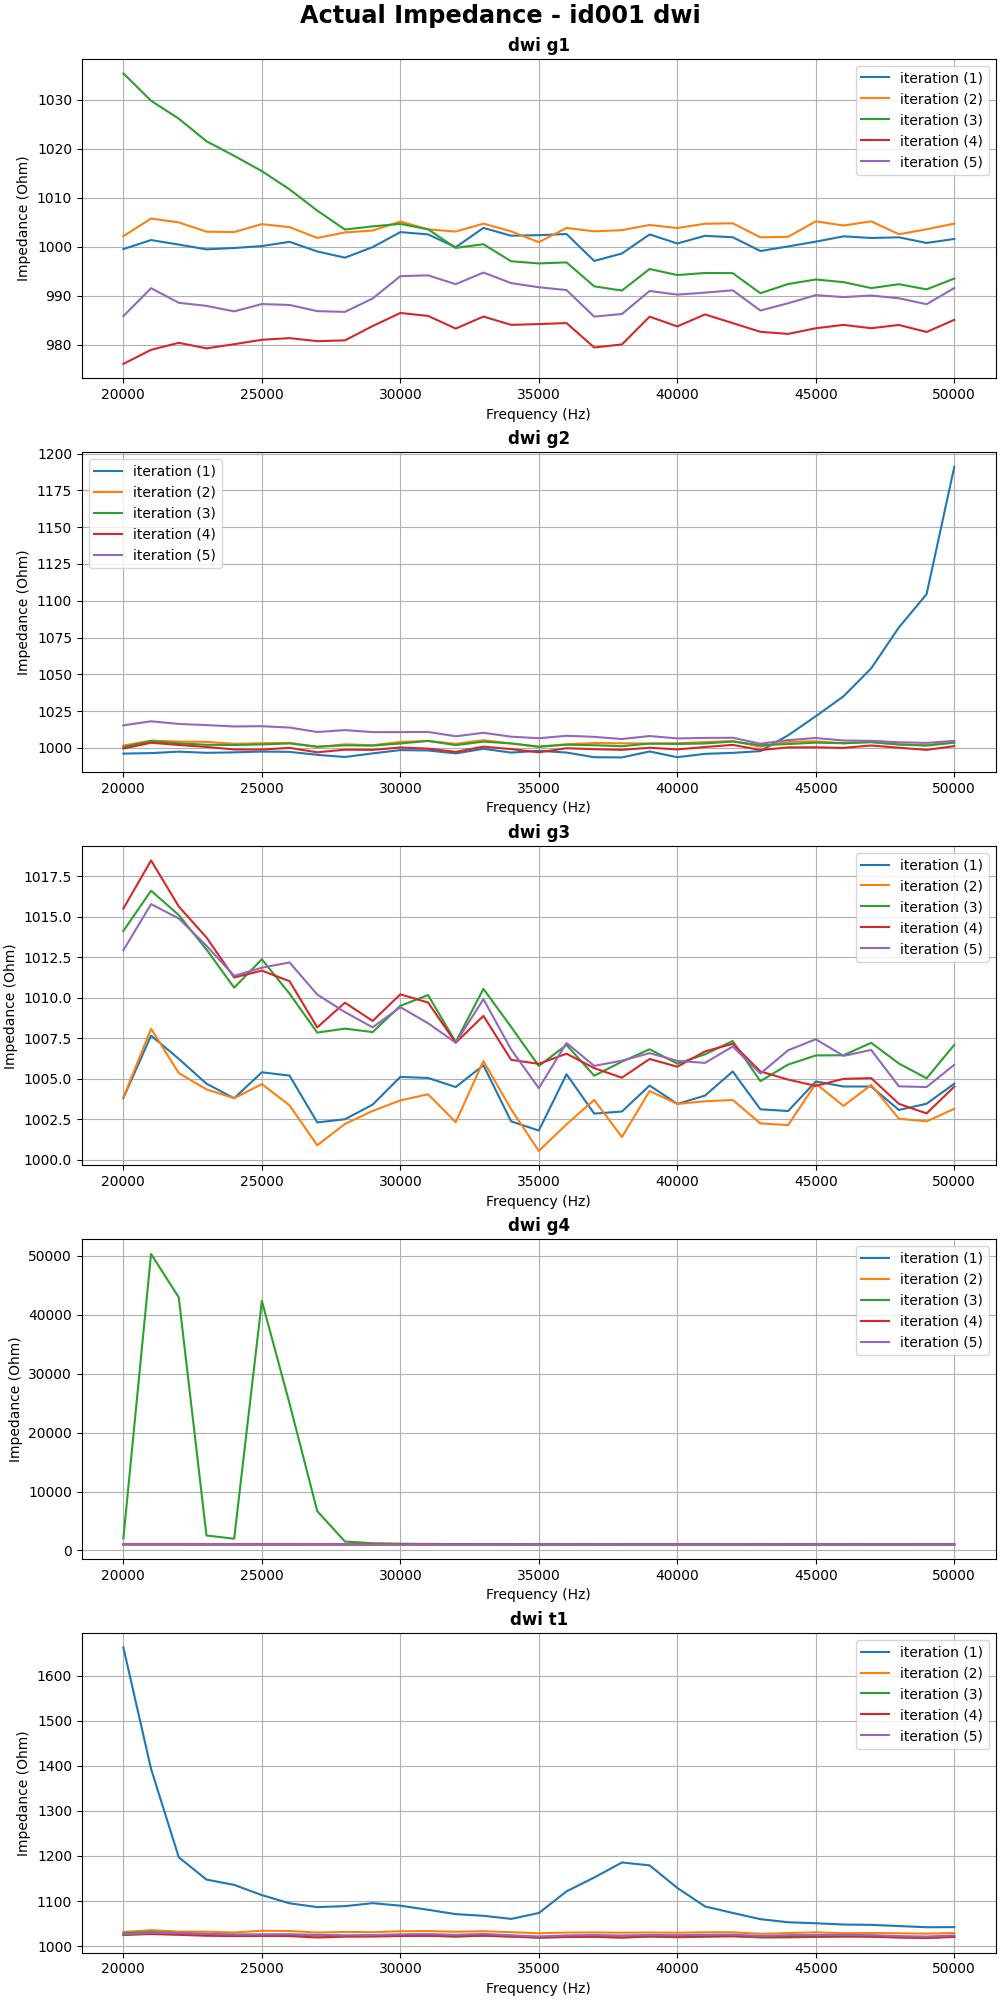 Actual Impedance - id001 dwi
dwi g1
1030
1020
1010
1000
990
980
Impedance (Ohm)
iteration (1)
iteration (2)
iteration (3)
iteration (4)
iteration (5)
20000 25000 30000 35000 40000 45000 50000
Frequency (Hz)
dwi g2
1200
1175
1150
1125
1100
1075
1050
1025
1000
Impedance (Ohm)
iteration (1)
iteration (2)
iteration (3)
iteration (4)
iteration (5)
20000 25000 30000 35000 40000 45000 50000
Frequency (Hz)
dwi g3
1017.5
1015.0
1012.5
1010.0
1007.5
1005.0
1002.5
1000.0
Impedance (Ohm)
iteration (1)
iteration (2)
iteration (3)
iteration (4)
iteration (5)
20000 25000 30000 35000 40000 45000 50000
Frequency (Hz)
dwi g4
50000
40000
30000
20000
10000
0
Impedance (Ohm)
iteration (1)
iteration (2)
iteration (3)
iteration (4)
iteration (5)
20000 25000 30000 35000 40000 45000 50000
Frequency (Hz)
dwi t1
1600
1500
1400
1300
1200
1100
1000
Impedance (Ohm)
iteration (1)
iteration (2)
iteration (3)
iteration (4)
iteration (5)
20000 25000 30000 35000 40000 45000 50000
Frequency (Hz)